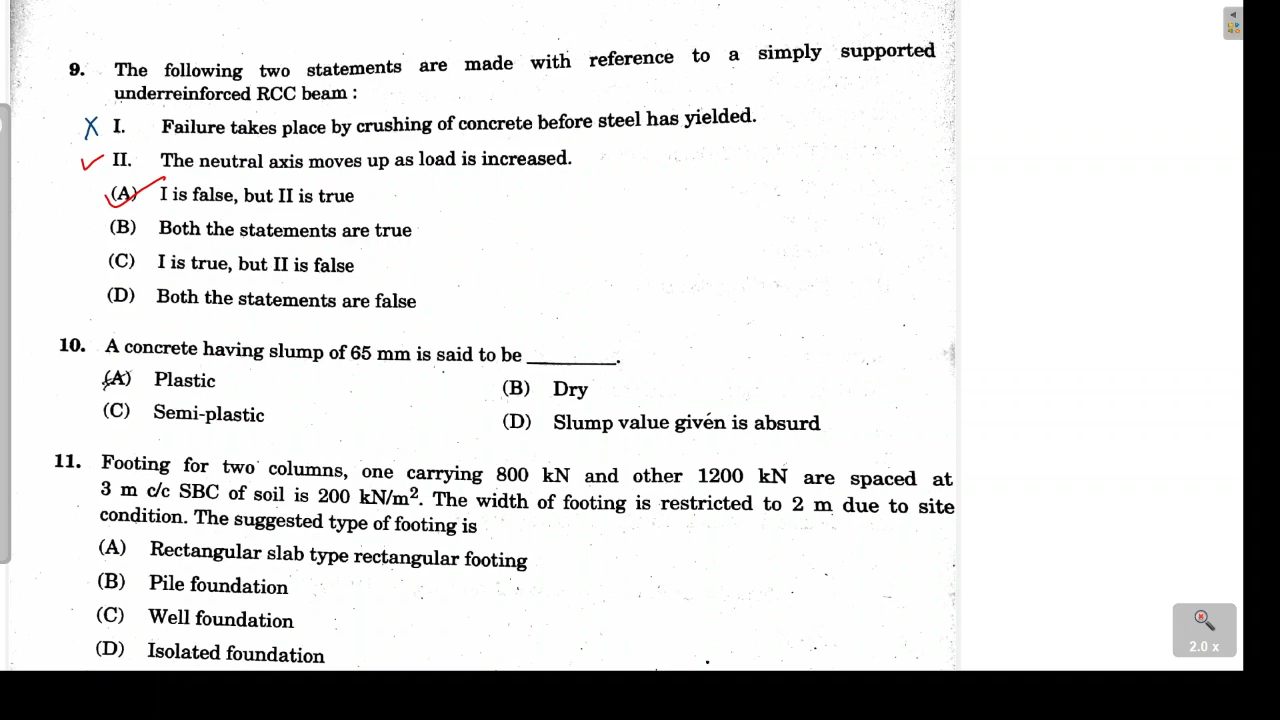 9. The following two statements are made with reference to a simply supported
underreinforced RCC beam :
X I. Failure takes place by crushing of concrete before steel has yielded.
✓ II. The neutral axis moves up as load is increased.
(A) I is false, but II is true
(B) Both the statements are true
(C) I is true, but II is false
(D) Both the statements are false
10. A concrete having slump of 65 mm is said to be ________.
(A) Plastic (B) Dry
(C) Semi-plastic (D) Slump value given is absurd
11. Footing for two columns, one carrying 800 kN and other 1200 kN are spaced at
3 m c/c SBC of soil is 200 kN/m². The width of footing is restricted to 2 m due to site
condition. The suggested type of footing is
(A) Rectangular slab type rectangular footing
(B) Pile foundation
(C) Well foundation
(D) Isolated foundation
2.0 x